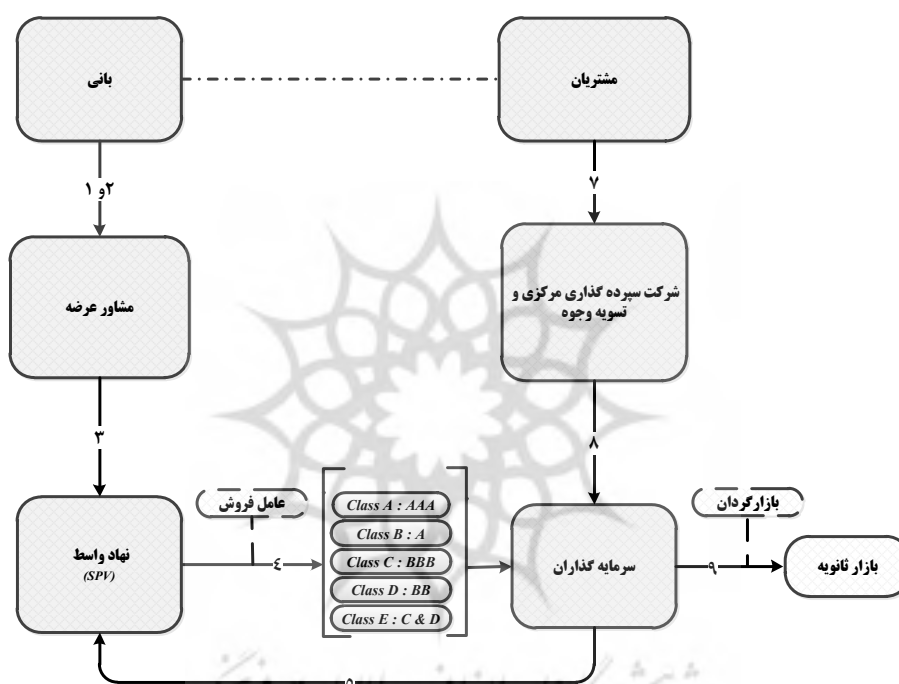 بانی
مشتریان
۲و ۱
۷
مشاور عرضه
شرکت سپرده گذاری مرکزی و
تسویه وجوه
۳
۸
عامل فروش
بازارگردان
نهاد واسط
(SPV)
٤
Class A : AAA
Class B : A
Class C : BBB
Class D : BB
Class E : C & D
سرمایه گذاران
۹
بازار ثانویه